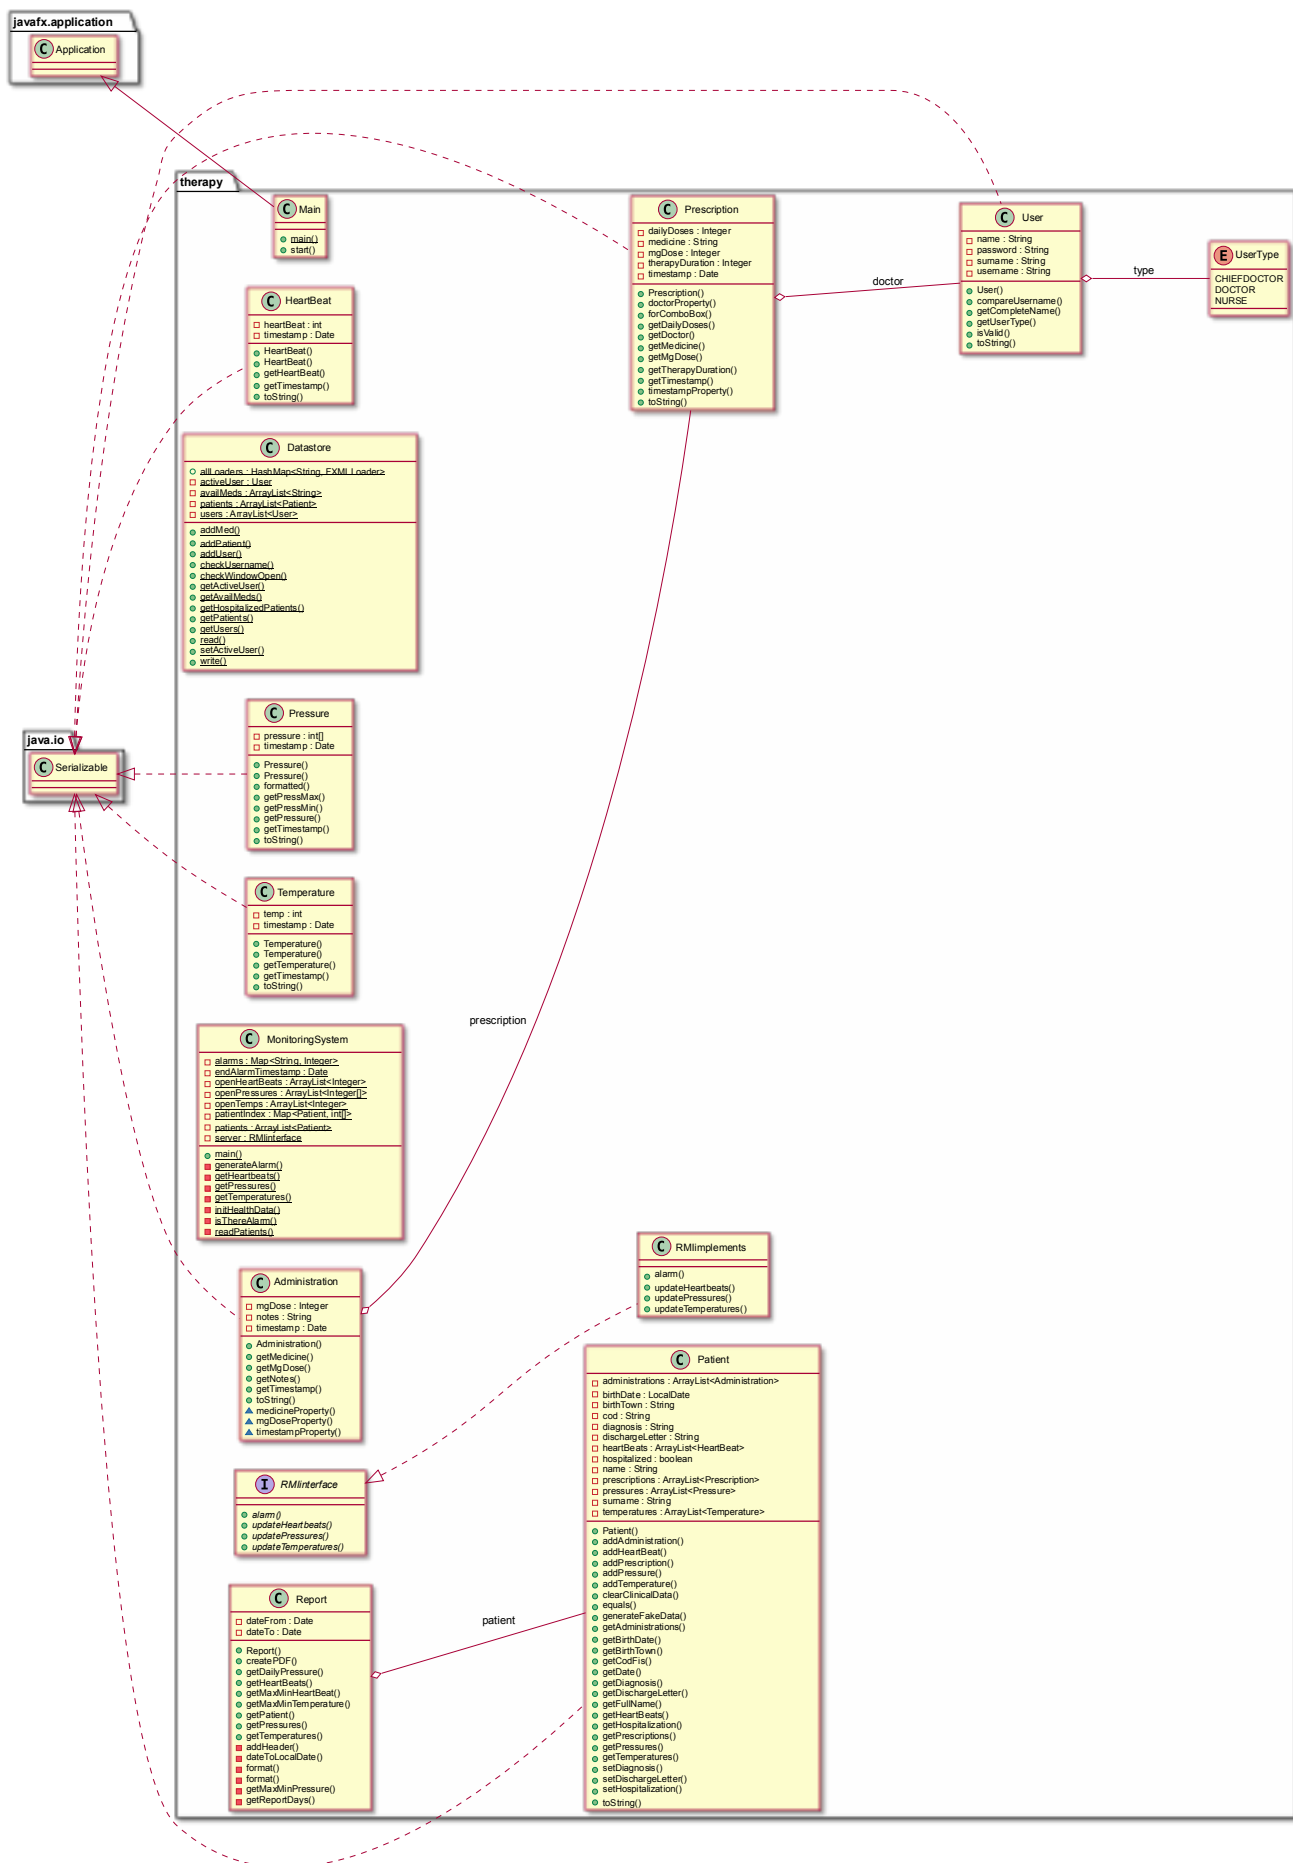 javafx.application
C Application
therapy
C Main
main()
start()
C Prescription
dailyDoses : Integer
medicine : String
mgDose : Integer
therapyDuration : Integer
timestamp : Date
Prescription()
doctorProperty()
forComboBox()
getDailyDoses()
getDoctor()
getMedicine()
getMgDose()
getTherapyDuration()
getTimestamp()
timestampProperty()
toString()
doctor
C User
name : String
password : String
surname : String
username : String
User()
compareUsername()
getCompleteName()
getUserType()
isValid()
toString()
type
E UserType
CHIEFDOCTOR
DOCTOR
NURSE
C HeartBeat
heartBeat : int
timestamp : Date
HeartBeat()
HeartBeat()
getHeartBeat()
getTimestamp()
toString()
C Datastore
allLoaders : HashMap<String, FXMLLoader>
activeUser : User
availMeds : ArrayList<String>
patients : ArrayList<Patient>
users : ArrayList<User>
addMed()
addPatient()
addUser()
checkUsername()
checkWindowOpen()
getActiveUser()
getAvailMeds()
getHospitalizedPatients()
getPatients()
getUsers()
read()
setActiveUser()
write()
java.io
C Serializable
C Pressure
pressure : int[]
timestamp : Date
Pressure()
Pressure()
formatted()
getPressMax()
getPressMin()
getPressure()
getTimestamp()
toString()
C Temperature
temp : int
timestamp : Date
Temperature()
Temperature()
getTemperature()
getTimestamp()
toString()
prescription
C MonitoringSystem
alarms : Map<String, Integer>
endAlarmTimestamp : Date
openHeartBeats : ArrayList<Integer>
openPressures : ArrayList<Integer[]>
openTemps : ArrayList<Integer>
patientIndex : Map<Patient, int[]>
patients : ArrayList<Patient>
server : RMIinterface
main()
generateAlarm()
getHeartbeats()
getPressures()
getTemperatures()
initHealthData()
isThereAlarm()
readPatients()
C Administration
mgDose : Integer
notes : String
timestamp : Date
Administration()
getMedicine()
getMgDose()
getNotes()
getTimestamp()
toString()
medicineProperty()
mgDoseProperty()
timestampProperty()
C RMIimplements
alarm()
updateHeartbeats()
updatePressures()
updateTemperatures()
I RMIinterface
alarm()
updateHeartbeats()
updatePressures()
updateTemperatures()
C Patient
administrations : ArrayList<Administration>
birthDate : LocalDate
birthTown : String
cod : String
diagnosis : String
dischargeLetter : String
heartBeats : ArrayList<HeartBeat>
hospitalized : boolean
name : String
prescriptions : ArrayList<Prescription>
pressures : ArrayList<Pressure>
surname : String
temperatures : ArrayList<Temperature>
Patient()
addAdministration()
addHeartBeat()
addPrescription()
addPressure()
addTemperature()
clearClinicalData()
equals()
generateFakeData()
getAdministrations()
getBirthDate()
getBirthTown()
getCodFis()
getDate()
getDiagnosis()
getDischargeLetter()
getFullName()
getHeartBeats()
getHospitalization()
getPrescriptions()
getPressures()
getTemperatures()
setDiagnosis()
setDischargeLetter()
setHospitalization()
toString()
C Report
dateFrom : Date
dateTo : Date
Report()
createPDF()
getDailyPressure()
getHeartBeats()
getMaxMinHeartBeat()
getMaxMinTemperature()
getPatient()
getPressures()
getTemperatures()
addHeader()
dateToLocalDate()
format()
format()
getMaxMinPressure()
getReportDays()
patient